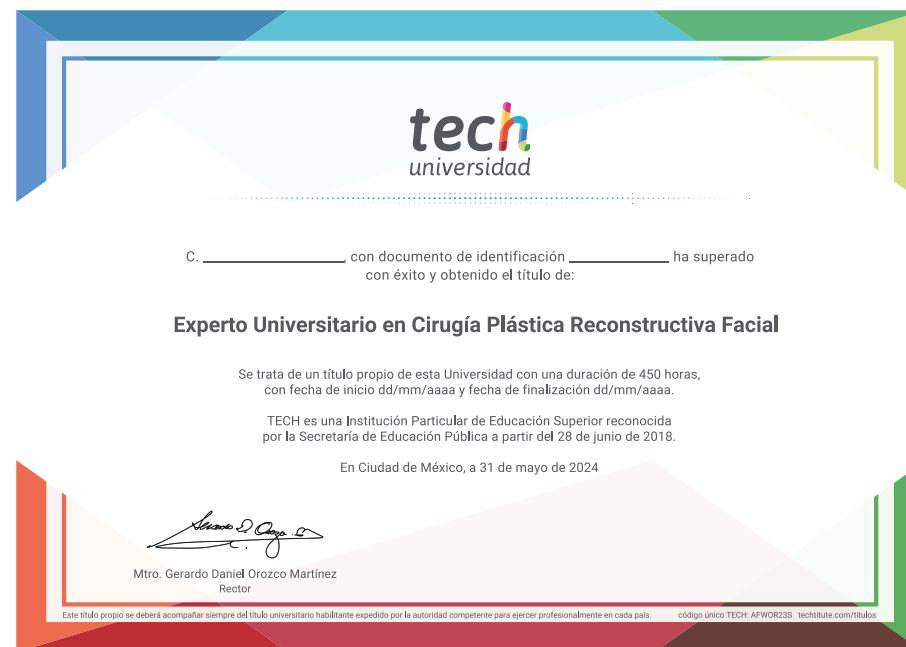 tech
universidad
C. ____________________, con documento de identificación ______________ ha superado
con éxito y obtenido el título de:
Experto Universitario en Cirugía Plástica Reconstructiva Facial
Se trata de un título propio de esta Universidad con una duración de 450 horas,
con fecha de inicio dd/mm/aaaa y fecha de finalización dd/mm/aaaa.
TECH es una Institución Particular de Educación Superior reconocida
por la Secretaría de Educación Pública a partir del 28 de junio de 2018.
En Ciudad de México, a 31 de mayo de 2024
Mtro. Gerardo Daniel Orozco Martínez
Rector
Este título propio se deberá acompañar siempre del título universitario habilitante expedido por la autoridad competente para ejercer profesionalmente en cada país. código único TECH: AFWOR23S techtitute.com/titulos